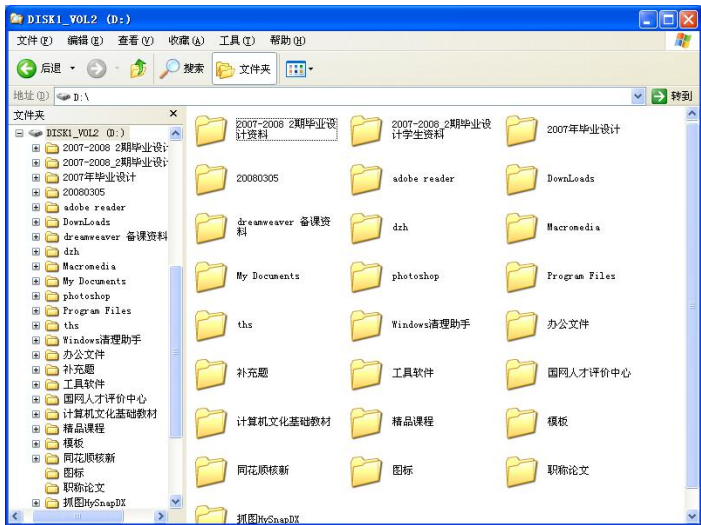 DISK1_VOL2 (D:)
文件(F) 编辑(E) 查看(V) 收藏(A) 工具(T) 帮助(H)
后退 搜索 文件夹
地址(D) D:\ 转到
文件夹
DISK1_VOL2 (D:)
2007-2008 2期毕业设计
2007-2008_2期毕业设计
2007年毕业设计
20080305
adobe reader
DownLoads
dreamweaver 备课资料
dzh
Macromedia
My Documents
photoshop
Program Files
ths
Windows清理助手
办公文件
补充题
工具软件
国网人才评价中心
计算机文化基础教材
精品课程
模板
同花顺核新
图标
职称论文
抓图HySnapDX
2007-2008 2期毕业设
计资料
2007-2008_2期毕业设
计学生资料
2007年毕业设计
20080305
adobe reader
DownLoads
dreamweaver 备课资
料
dzh
Macromedia
My Documents
photoshop
Program Files
ths
Windows清理助手
办公文件
补充题
工具软件
国网人才评价中心
计算机文化基础教材
精品课程
模板
同花顺核新
图标
职称论文
抓图HySnapDX